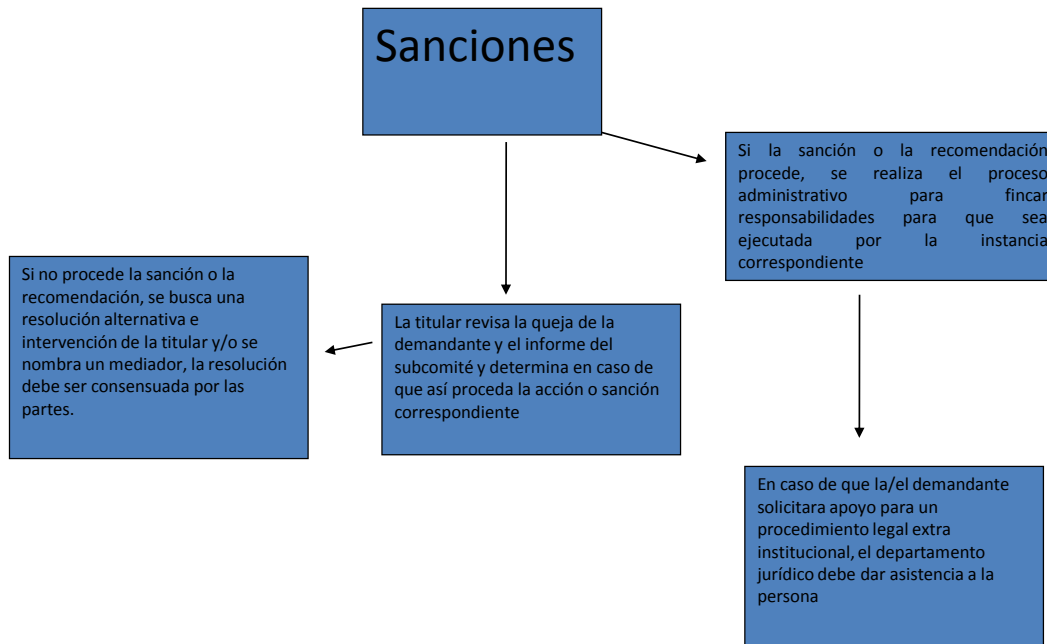 Sanciones
Si la sanción o la recomendación
procede, se realiza el proceso
administrativo para fincar
responsabilidades para que sea
ejecutada por la instancia
correspondiente
Si no procede la sanción o la
recomendación, se busca una
resolución alternativa e
intervención de la titular y/o se
nombra un mediador, la resolución
debe ser consensuada por las
partes.
La titular revisa la queja de la
demandante y el informe del
subcomité y determina en caso de
que así proceda la acción o sanción
correspondiente
En caso de que la/el demandante
solicitara apoyo para un
procedimiento legal extra
institucional, el departamento
jurídico debe dar asistencia a la
persona